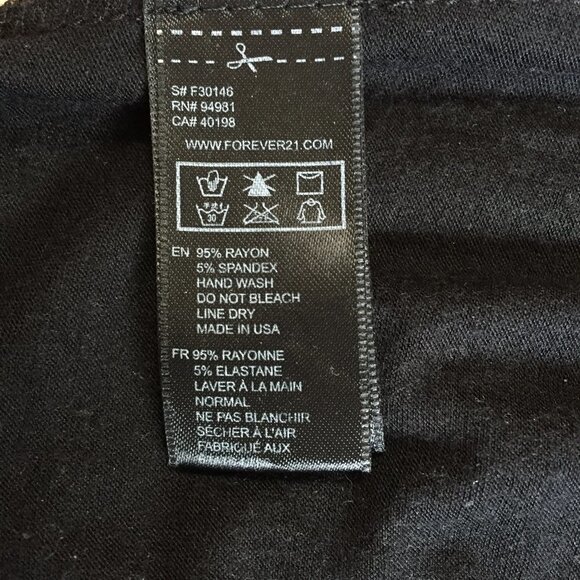 S# F30146
RN# 94981
CA# 40198
WWW.FOREVER21.COM
30
EN 95% RAYON
5% SPANDEX
HAND WASH
DO NOT BLEACH
LINE DRY
MADE IN USA
FR 95% RAYONNE
5% ELASTANE
LAVER À LA MAIN
NORMAL
NE PAS BLANCHIR
SÉCHER À L'AIR
FABRIQUÉ AUX